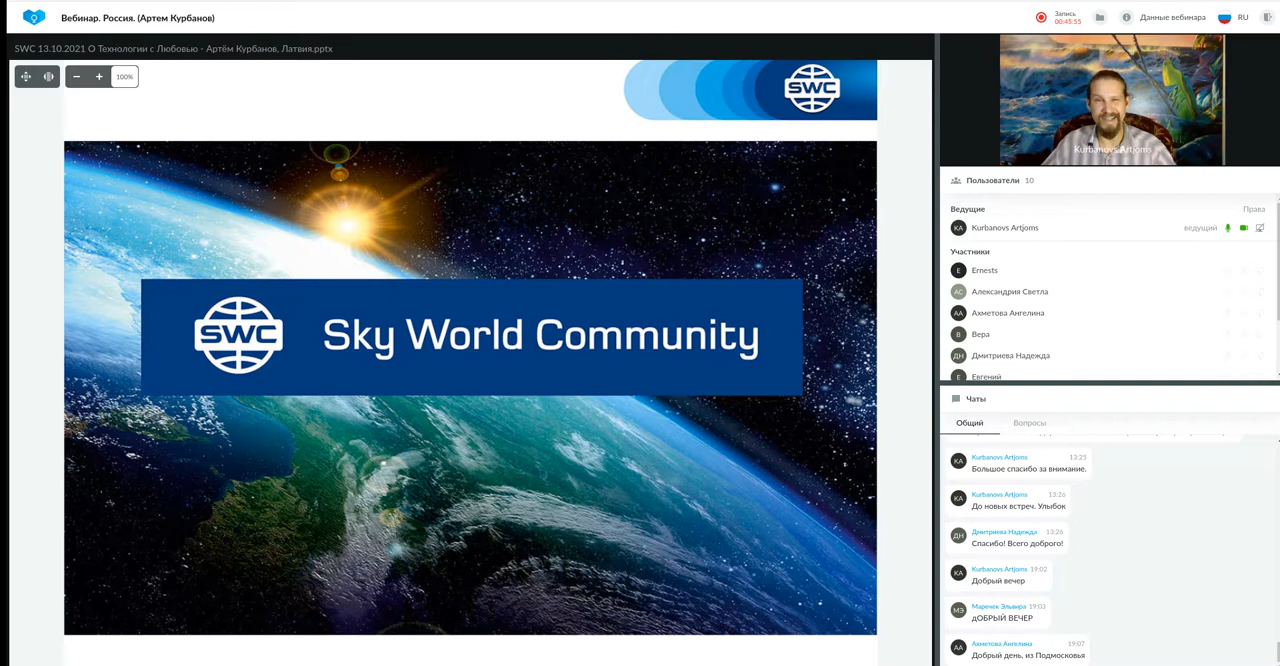 Вебинар. Россия. (Артем Курбанов)
Запись
00:45:55
Данные вебинара
RU
SWC 13.10.2021 О Технологии с Любовью - Артём Курбанов, Латвия.pptx
100%
SWC
SWC
Sky World Community
Kurbanovs Artjoms
Пользователи 10
Ведущие
Права
KA
Kurbanovs Artjoms
ведущий
Участники
E
Ernests
АС
Александрия Светла
АА
Ахметова Ангелина
В
Вера
ДН
Дмитриева Надежда
Е
Евгений
Чаты
Общий
Вопросы
KA
Kurbanovs Artjoms 13:25
Большое спасибо за внимание.
KA
Kurbanovs Artjoms 13:26
До новых встреч. Улыбок
ДН
Дмитриева Надежда 13:26
Спасибо! Всего доброго!
KA
Kurbanovs Artjoms 19:02
Добрый вечер
МЭ
Маречек Эльвира 19:03
дОБРЫЙ ВЕЧЕР
АА
Ахметова Ангелина 19:07
Добрый день, из Подмосковья